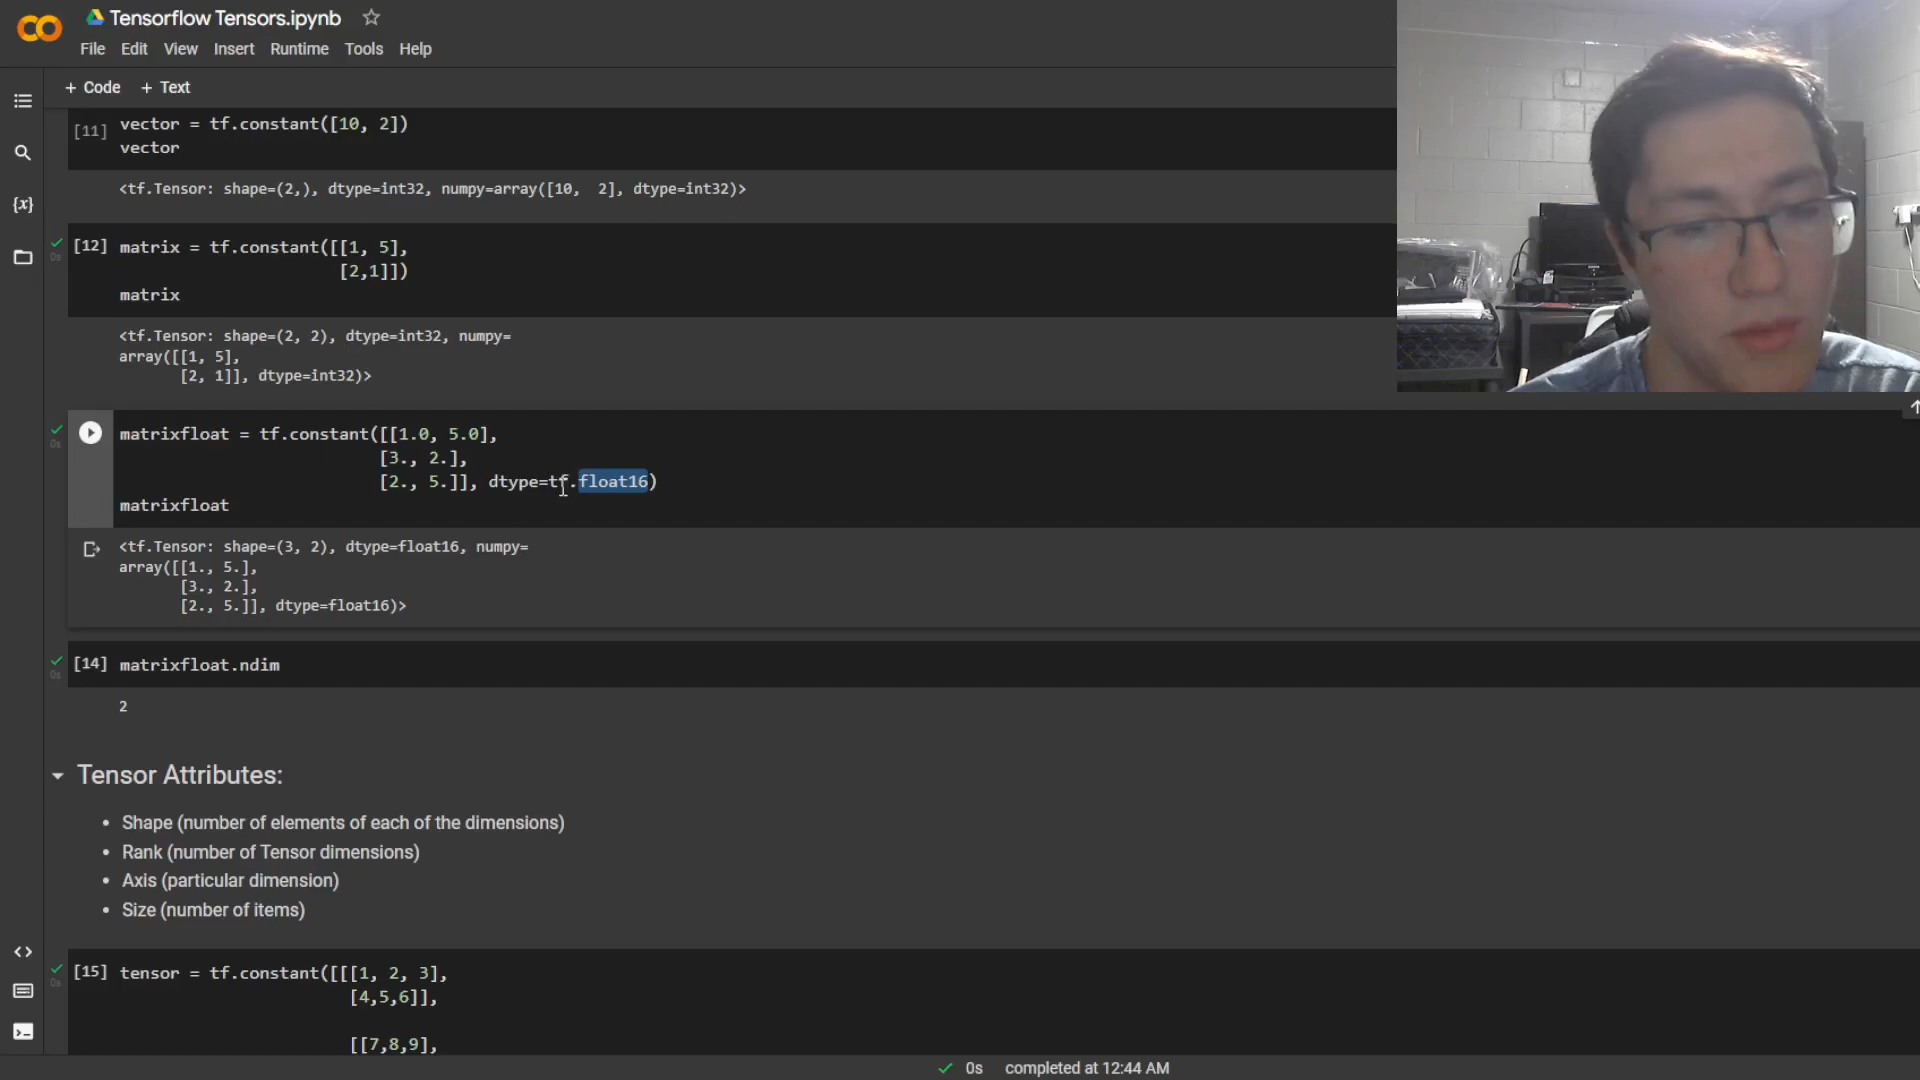 Tensorflow Tensors.ipynb
File Edit View Insert Runtime Tools Help
+ Code + Text
[11] vector = tf.constant([10, 2])
vector
<tf.Tensor: shape=(2,), dtype=int32, numpy=array([10,  2], dtype=int32)>
[12] matrix = tf.constant([[1, 5],
0s
[2,1]])
matrix
<tf.Tensor: shape=(2, 2), dtype=int32, numpy=
array([[1, 5],
[2, 1]], dtype=int32)>
matrixfloat = tf.constant([[1.0, 5.0],
0s
[3., 2.],
[2., 5.]], dtype=tf.float16)
matrixfloat
<tf.Tensor: shape=(3, 2), dtype=float16, numpy=
array([[1., 5.],
[3., 2.],
[2., 5.]], dtype=float16)>
[14] matrixfloat.ndim
0s
2
Tensor Attributes:
• Shape (number of elements of each of the dimensions)
• Rank (number of Tensor dimensions)
• Axis (particular dimension)
• Size (number of items)
[15] tensor = tf.constant([[[1, 2, 3],
0s
[4,5,6]],
[[7,8,9],
0s completed at 12:44 AM